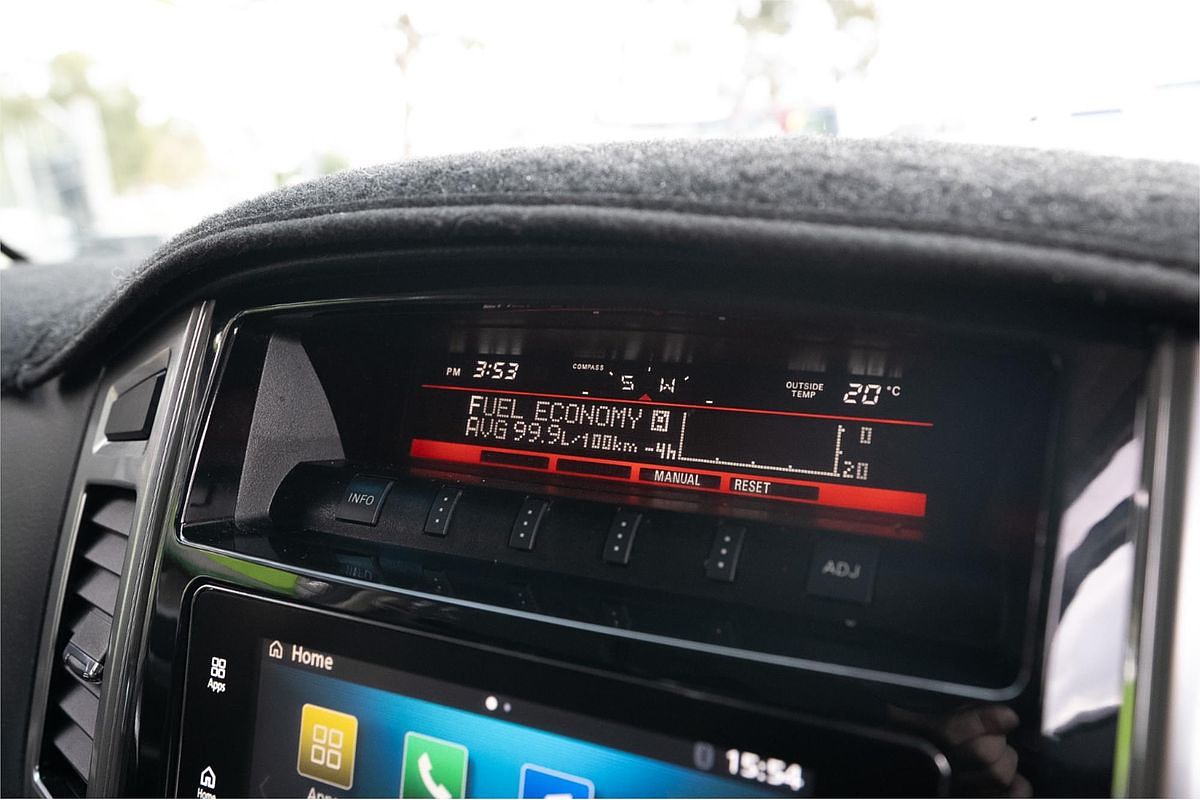 PM 3:53
COMPASS
S W
OUTSIDE
TEMP
20 °C
FUEL ECONOMY
AVG 99.9L/100km -4h
0
20
MANUAL RESET
INFO
ADJ
Home
Apps
15:54
Home